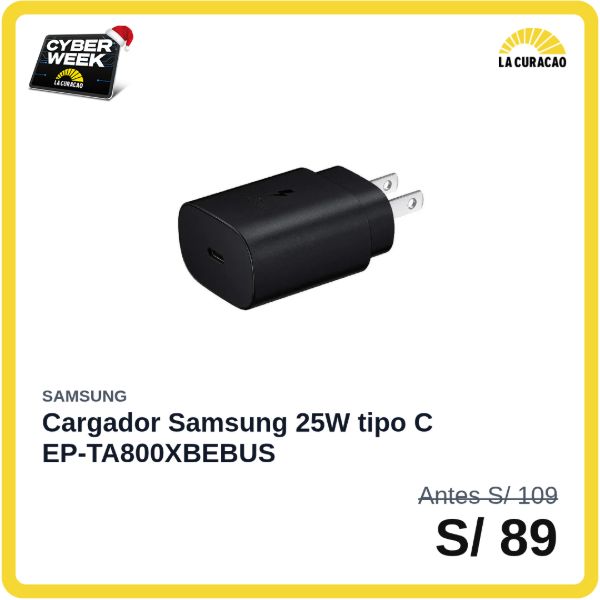 CYBER
WEEK
LA CURACAO
LA CURACAO
SAMSUNG
Cargador Samsung 25W tipo C
EP-TA800XBEBUS
Antes S/ 109
S/ 89